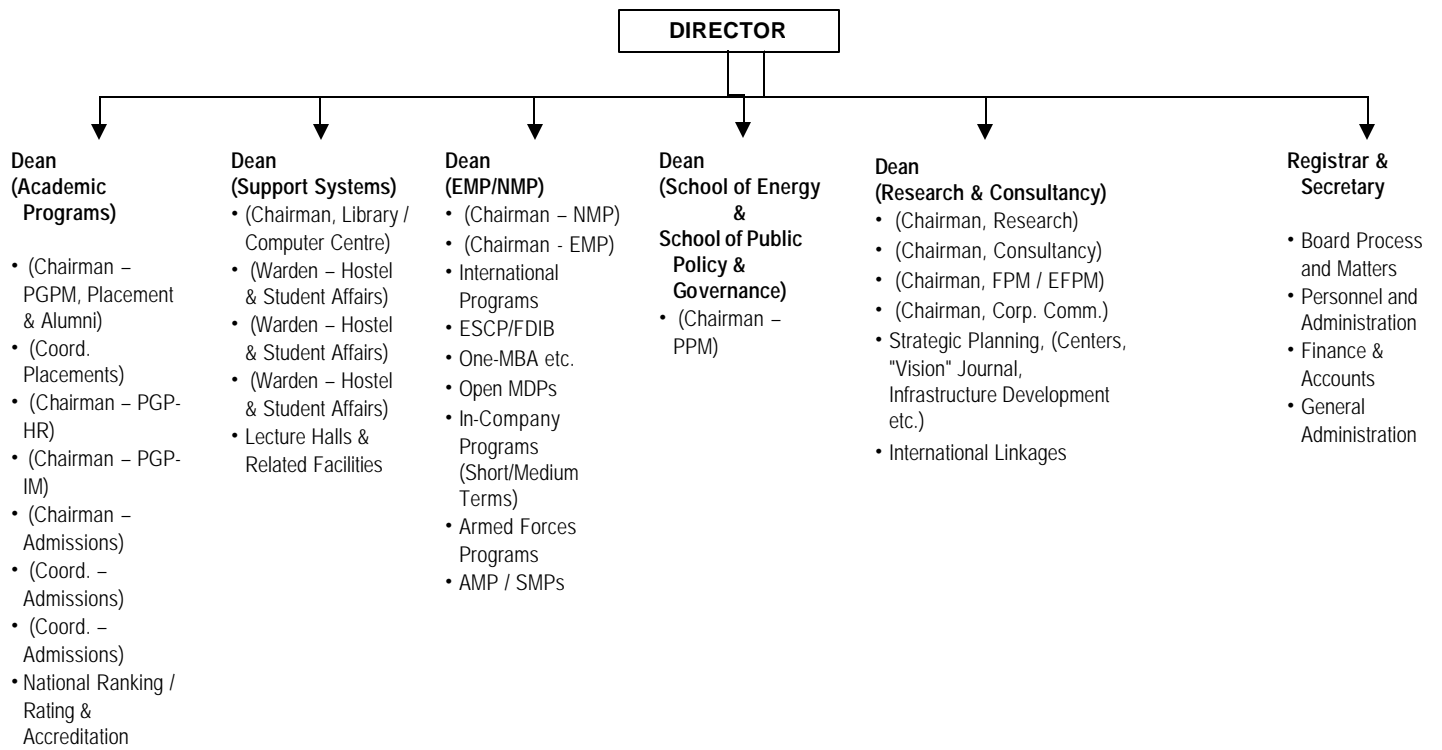 DIRECTOR
Dean
(Academic
Programs)
• (Chairman –
PGPM, Placement
& Alumni)
• (Coord.
Placements)
• (Chairman – PGP-
HR)
• (Chairman – PGP-
IM)
• (Chairman –
Admissions)
• (Coord. –
Admissions)
• (Coord. –
Admissions)
• National Ranking /
Rating &
Accreditation
Dean
(Support Systems)
• (Chairman, Library /
Computer Centre)
• (Warden – Hostel
& Student Affairs)
• (Warden – Hostel
& Student Affairs)
• (Warden – Hostel
& Student Affairs)
• Lecture Halls &
Related Facilities
Dean
(EMP/NMP)
• (Chairman – NMP)
• (Chairman - EMP)
• International
Programs
• ESCP/FDIB
• One-MBA etc.
• Open MDPs
• In-Company
Programs
(Short/Medium
Terms)
• Armed Forces
Programs
• AMP / SMPs
Dean
(School of Energy
&
School of Public
Policy &
Governance)
• (Chairman –
PPM)
Dean
(Research & Consultancy)
• (Chairman, Research)
• (Chairman, Consultancy)
• (Chairman, FPM / EFPM)
• (Chairman, Corp. Comm.)
• Strategic Planning, (Centers,
"Vision" Journal,
Infrastructure Development
etc.)
• International Linkages
Registrar &
Secretary
• Board Process
and Matters
• Personnel and
Administration
• Finance &
Accounts
• General
Administration